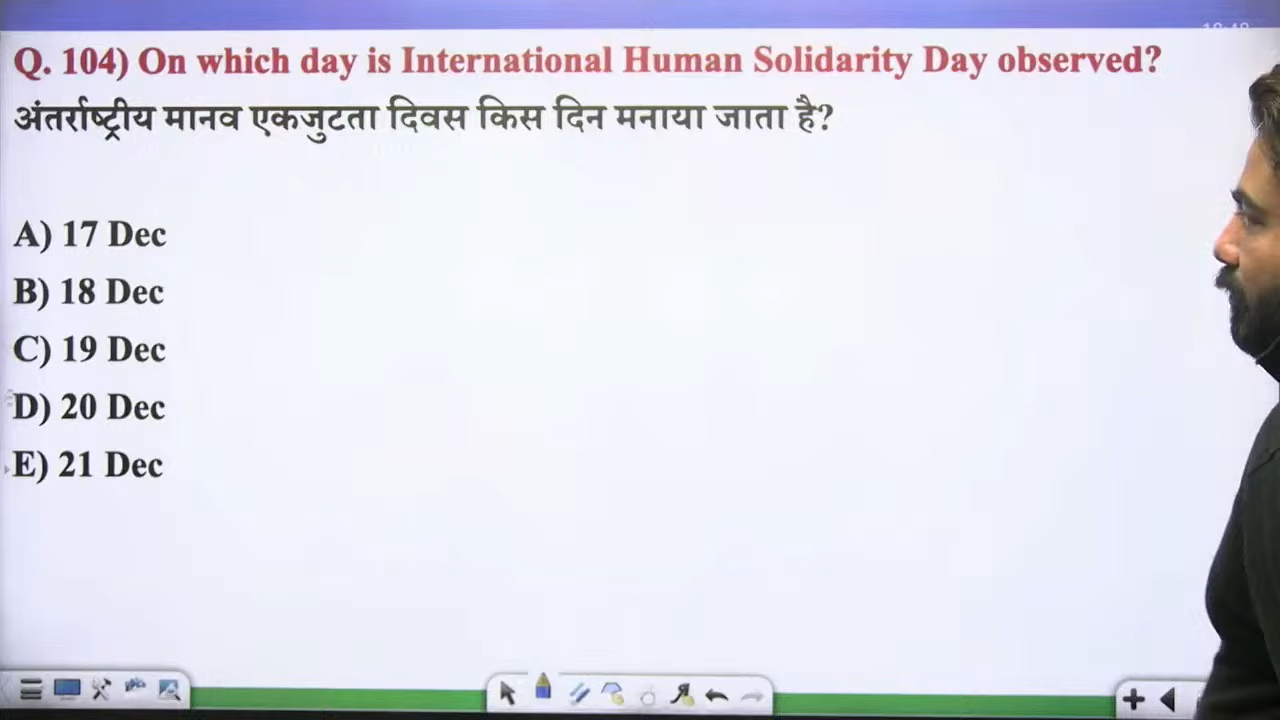 Q. 104) On which day is International Human Solidarity Day observed?
अंतर्राष्ट्रीय मानव एकजुटता दिवस किस दिन मनाया जाता है?
A) 17 Dec
B) 18 Dec
C) 19 Dec
D) 20 Dec
E) 21 Dec